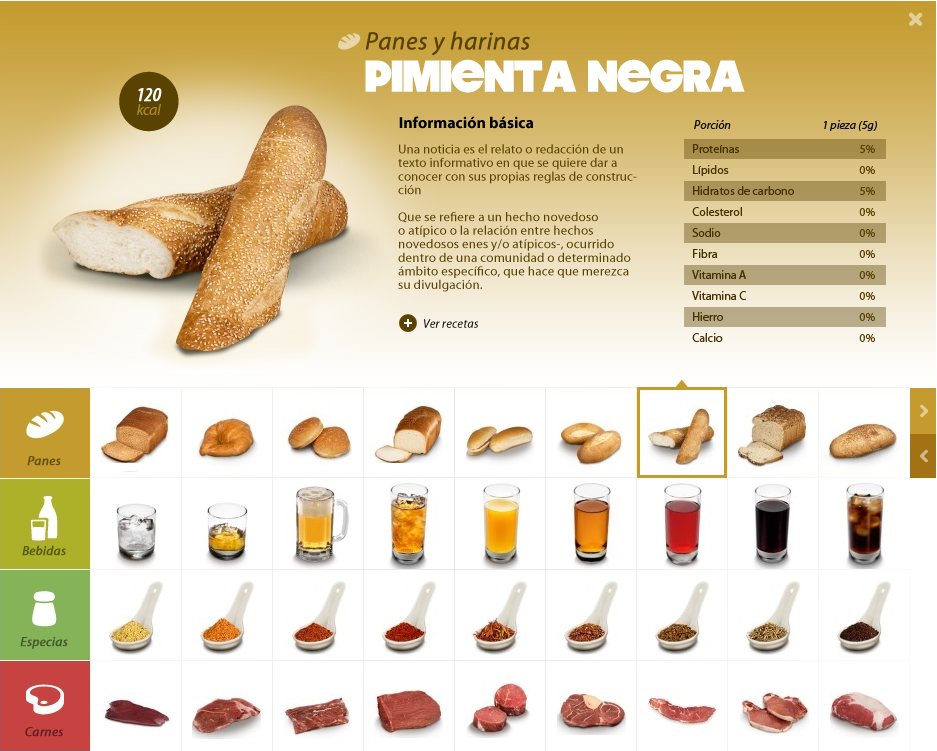 Panes y harinas
PIMIENTA NEGRA
120
kcal
Información básica
Una noticia es el relato o redacción de un
texto informativo en que se quiere dar a
conocer con sus propias reglas de construc-
ción
Que se refiere a un hecho novedoso
o atípico o la relación entre hechos
novedosos enes y/o atípicos-, ocurrido
dentro de una comunidad o determinado
ámbito específico, que hace que merezca
su divulgación.
Ver recetas
Porción 1 pieza (5g)
Proteínas 5%
Lípidos 0%
Hidratos de carbono 5%
Colesterol 0%
Sodio 0%
Fibra 0%
Vitamina A 0%
Vitamina C 0%
Hierro 0%
Calcio 0%
Panes
Bebidas
Especias
Carnes